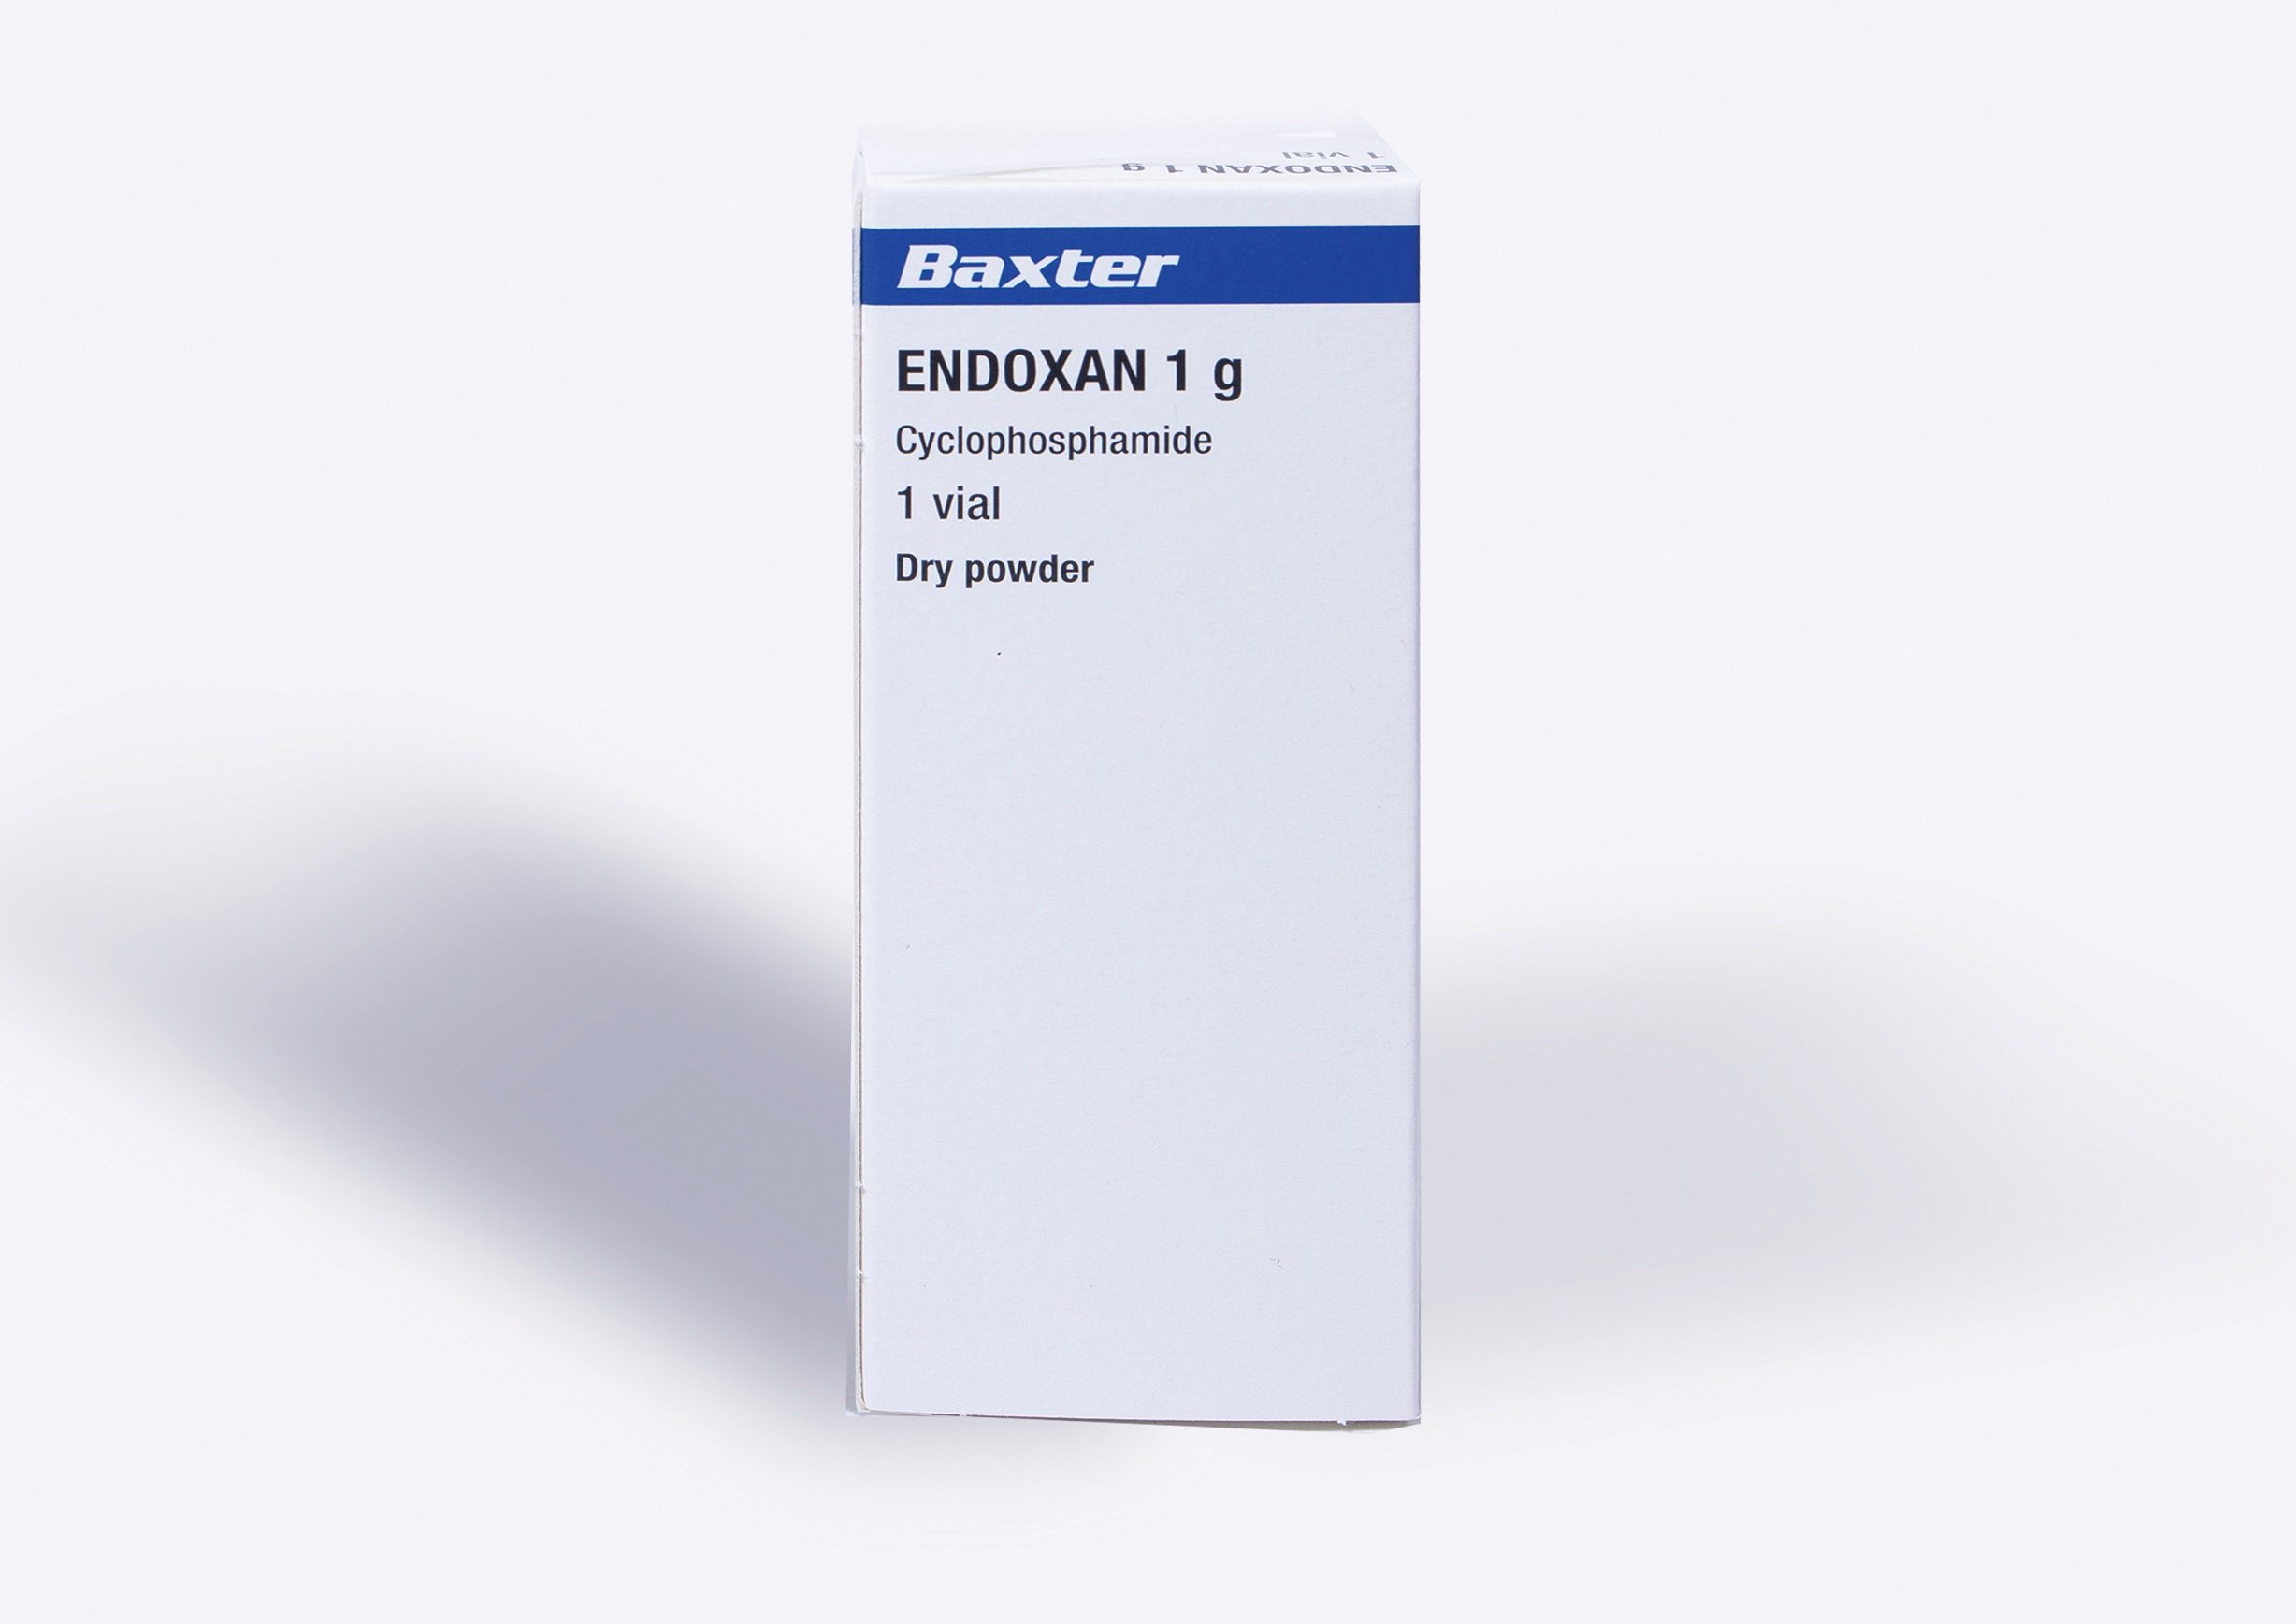 ENDOXAN 1 g
1 vial
Baxter
ENDOXAN 1 g
Cyclophosphamide
1 vial
Dry powder